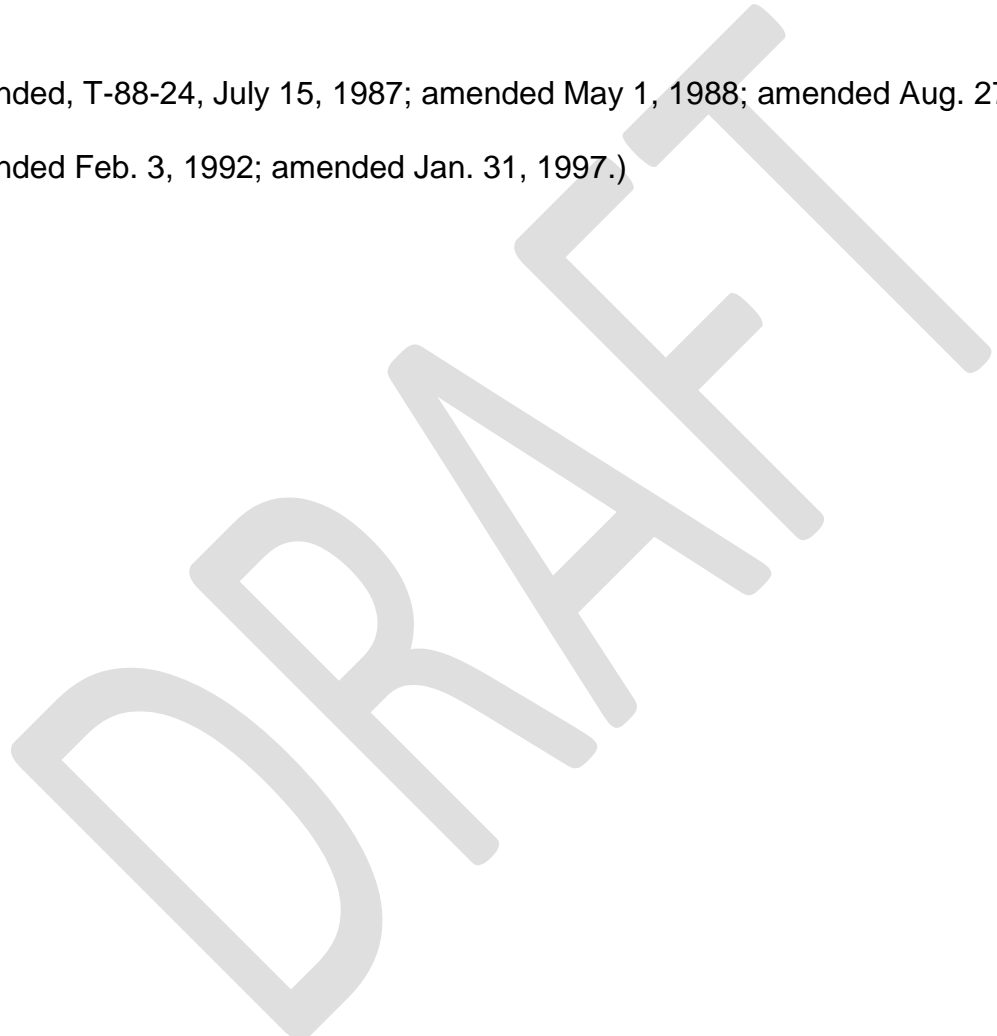 nded, T-88-24, July 15, 1987; amended May 1, 1988; amended Aug. 27
nded Feb. 3, 1992; amended Jan. 31, 1997.)
DRAFT